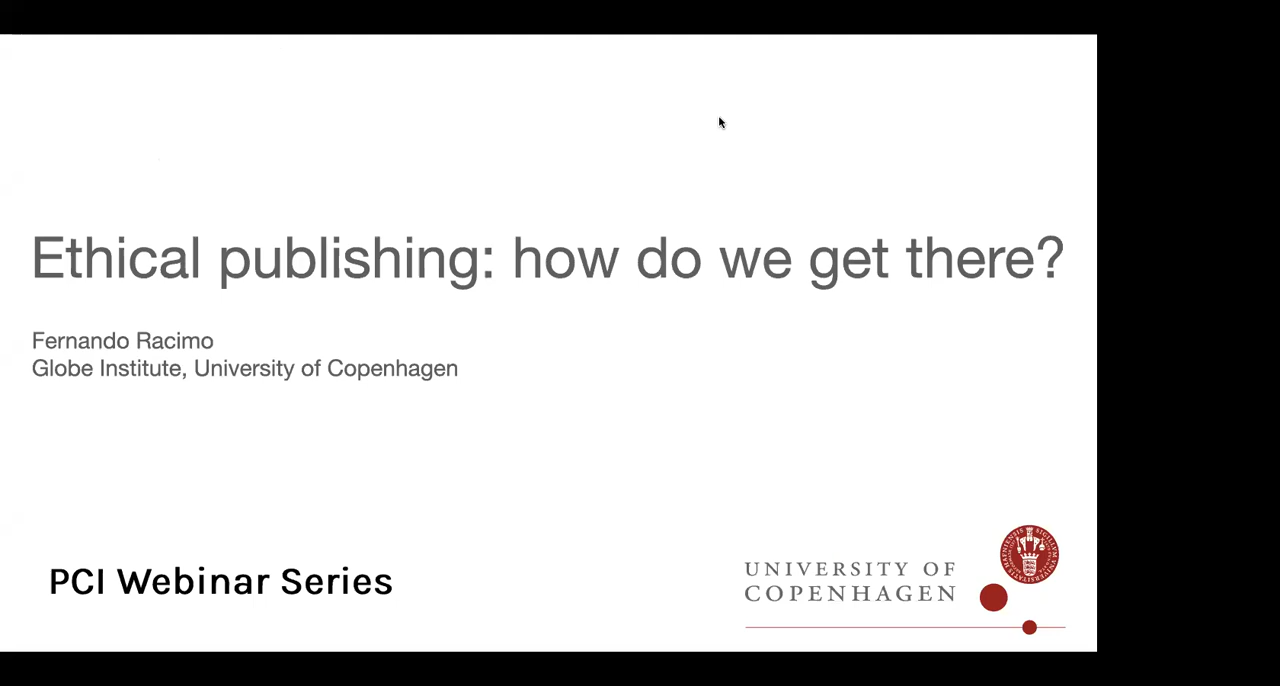 Ethical publishing: how do we get there?
Fernando Racimo
Globe Institute, University of Copenhagen
PCI Webinar Series
UNIVERSITY OF
COPENHAGEN